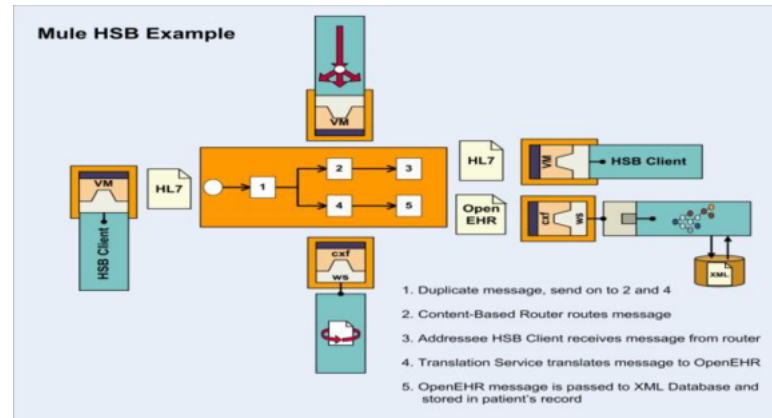 Mule HSB Example
VM
VM
HL7
HSB Client
1
2
3
4
5
HL7
VM
HSB Client
Open
EHR
cxf
ws
XML
cxf
ws
1. Duplicate message, send on to 2 and 4
2. Content-Based Router routes message
3. Addressee HSB Client receives message from router
4. Translation Service translates message to OpenEHR
5. OpenEHR message is passed to XML Database and
stored in patient's record